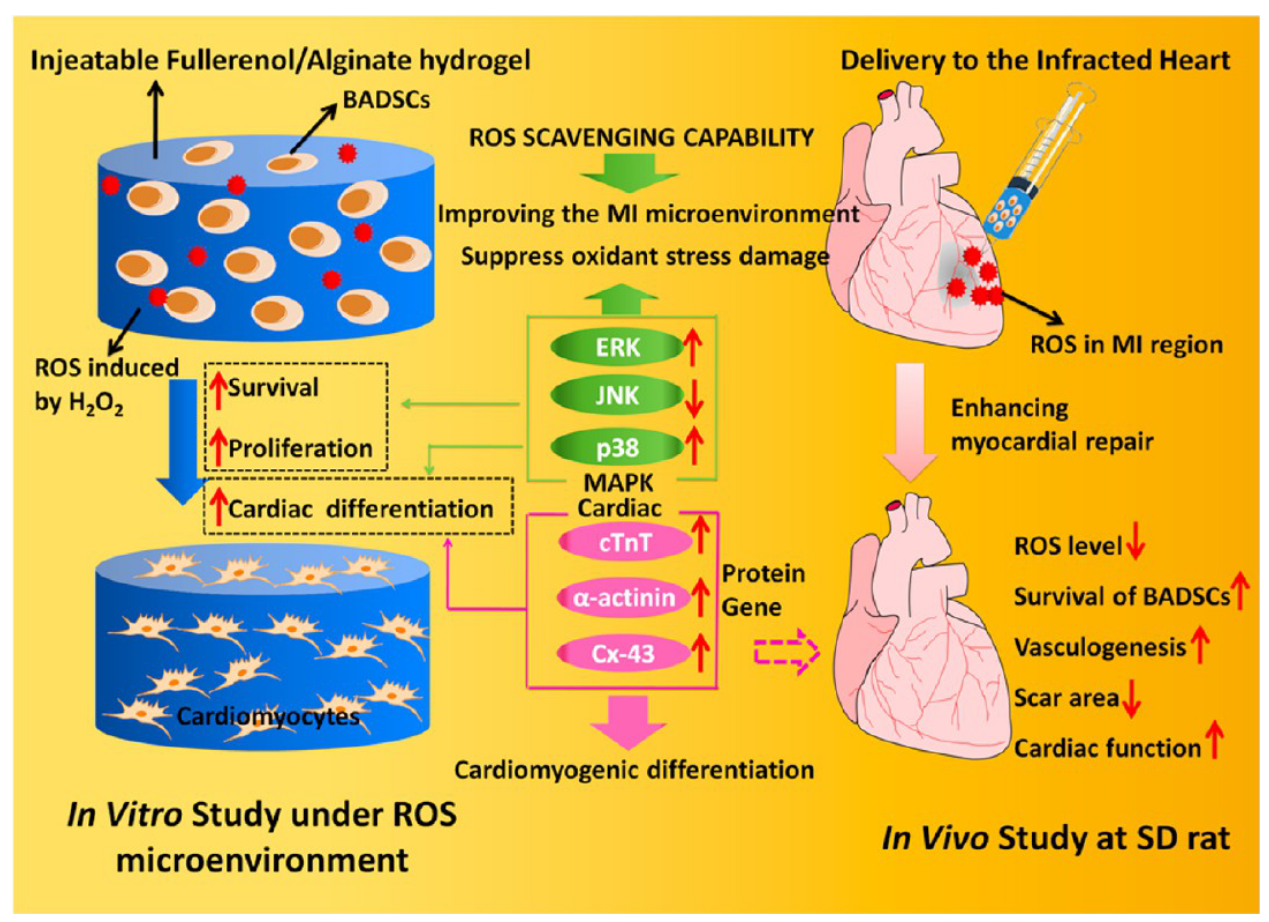 Injeatable Fullerenol/Alginate hydrogel
BADSCs
ROS induced
by H₂O₂
Survival
Proliferation
Cardiac differentiation
Cardiomyocytes
In Vitro Study under ROS
microenvironment
ROS SCAVENGING CAPABILITY
Improving the MI microenvironment
Suppress oxidant stress damage
ERK
JNK
p38
MAPK
Cardiac
cTnT
α-actinin
Cx-43
Protein
Gene
Cardiomyogenic differentiation
Delivery to the Infracted Heart
ROS in MI region
Enhancing
myocardial repair
ROS level
Survival of BADSCs
Vasculogenesis
Scar area
Cardiac function
In Vivo Study at SD rat